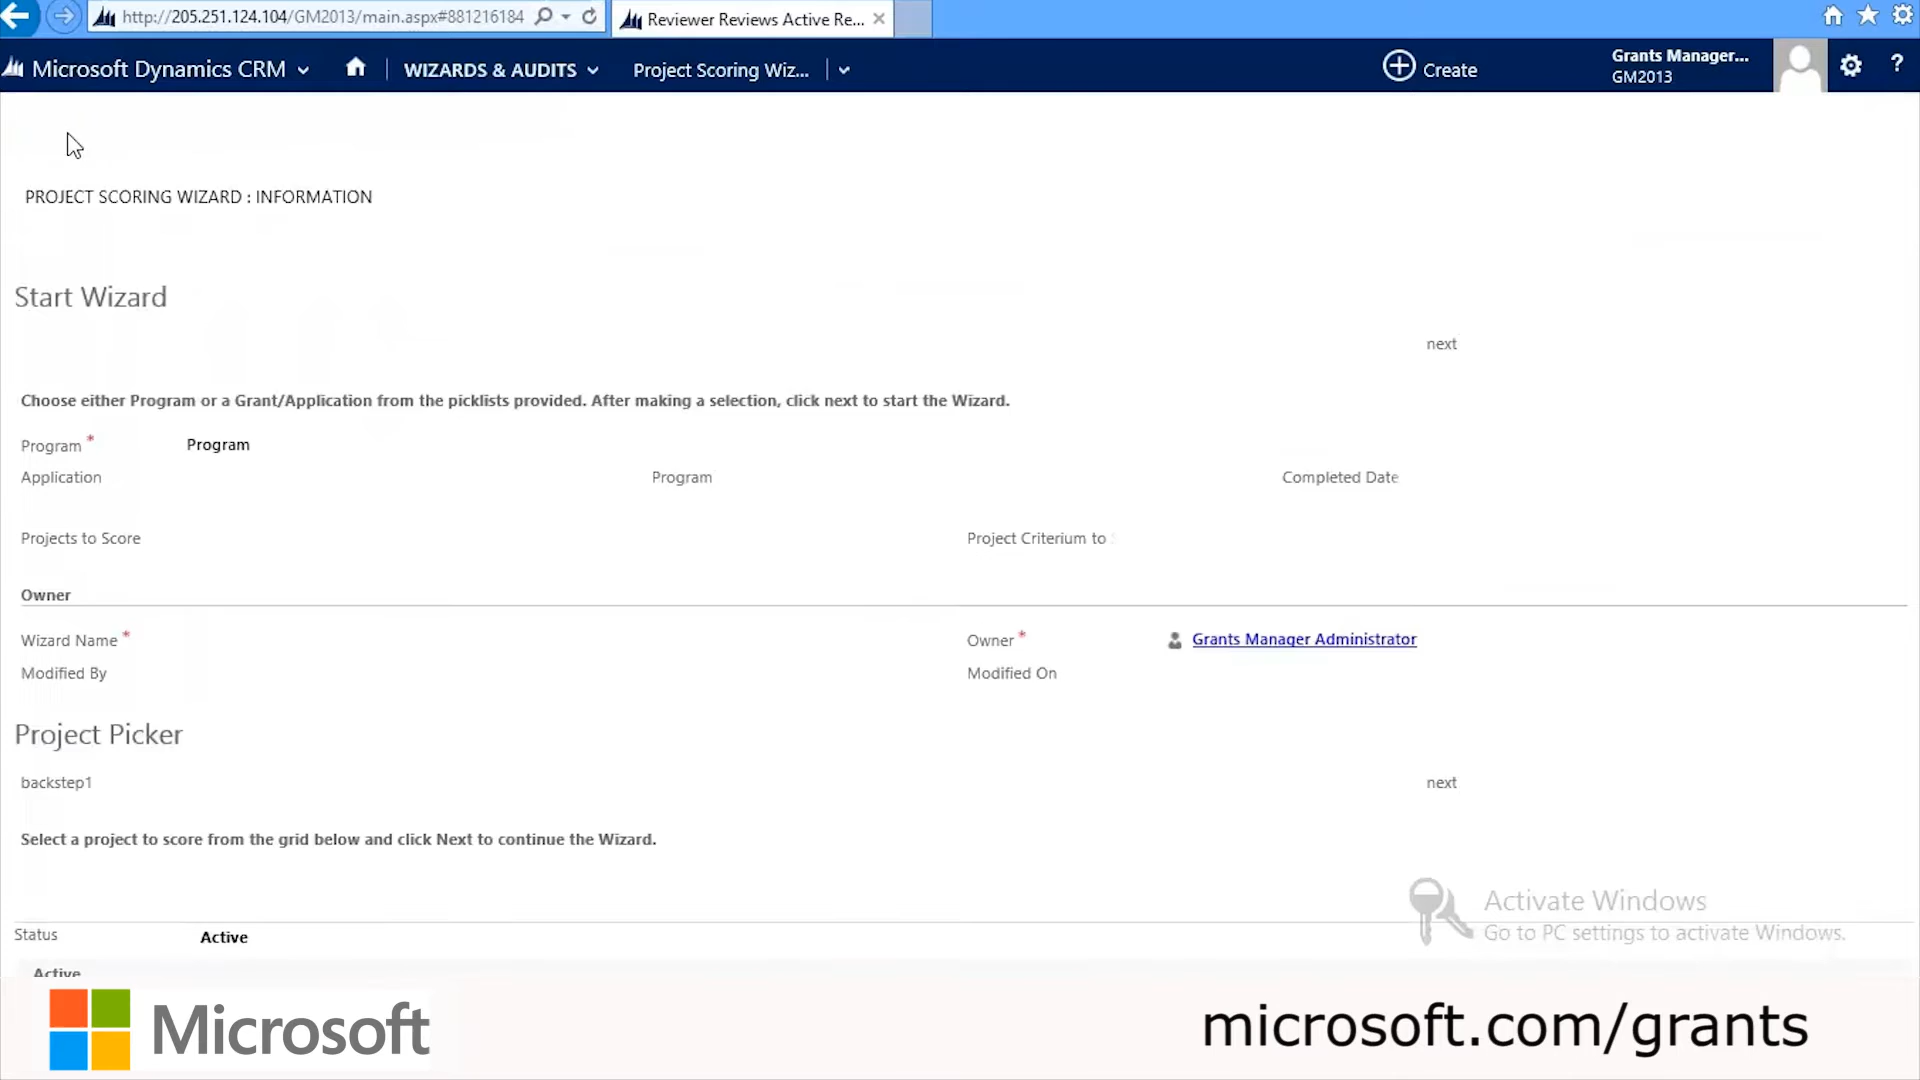 http://205.251.124.104/GM2013/main.aspx#881216184
Reviewer Reviews Active Re...
Microsoft Dynamics CRM
WIZARDS & AUDITS
Project Scoring Wiz...
Create
Grants Manager...
GM2013
?
PROJECT SCORING WIZARD : INFORMATION
Start Wizard
next
Choose either Program or a Grant/Application from the picklists provided. After making a selection, click next to start the Wizard.
Program * Program
Application Program Completed Date
Projects to Score Project Criterium to
Owner
Wizard Name * Owner * Grants Manager Administrator
Modified By Modified On
Project Picker
backstep1 next
Select a project to score from the grid below and click Next to continue the Wizard.
Activate Windows
Go to PC settings to activate Windows.
Status Active
Active
Microsoft
microsoft.com/grants